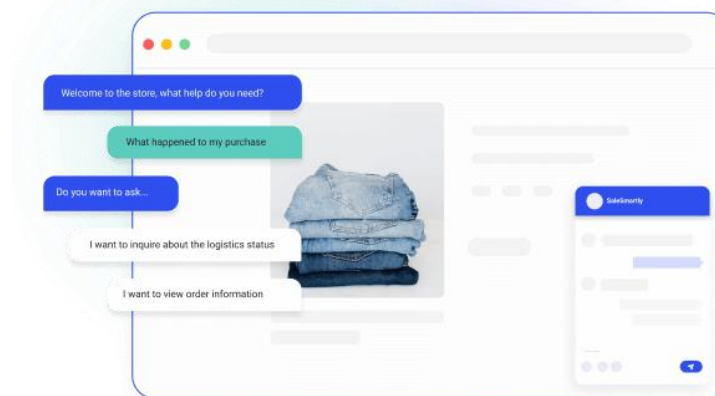 Welcome to the store, what help do you need?
What happened to my purchase
Do you want to ask...
SaleSmartly
I want to inquire about the logistics status
I want to view order information